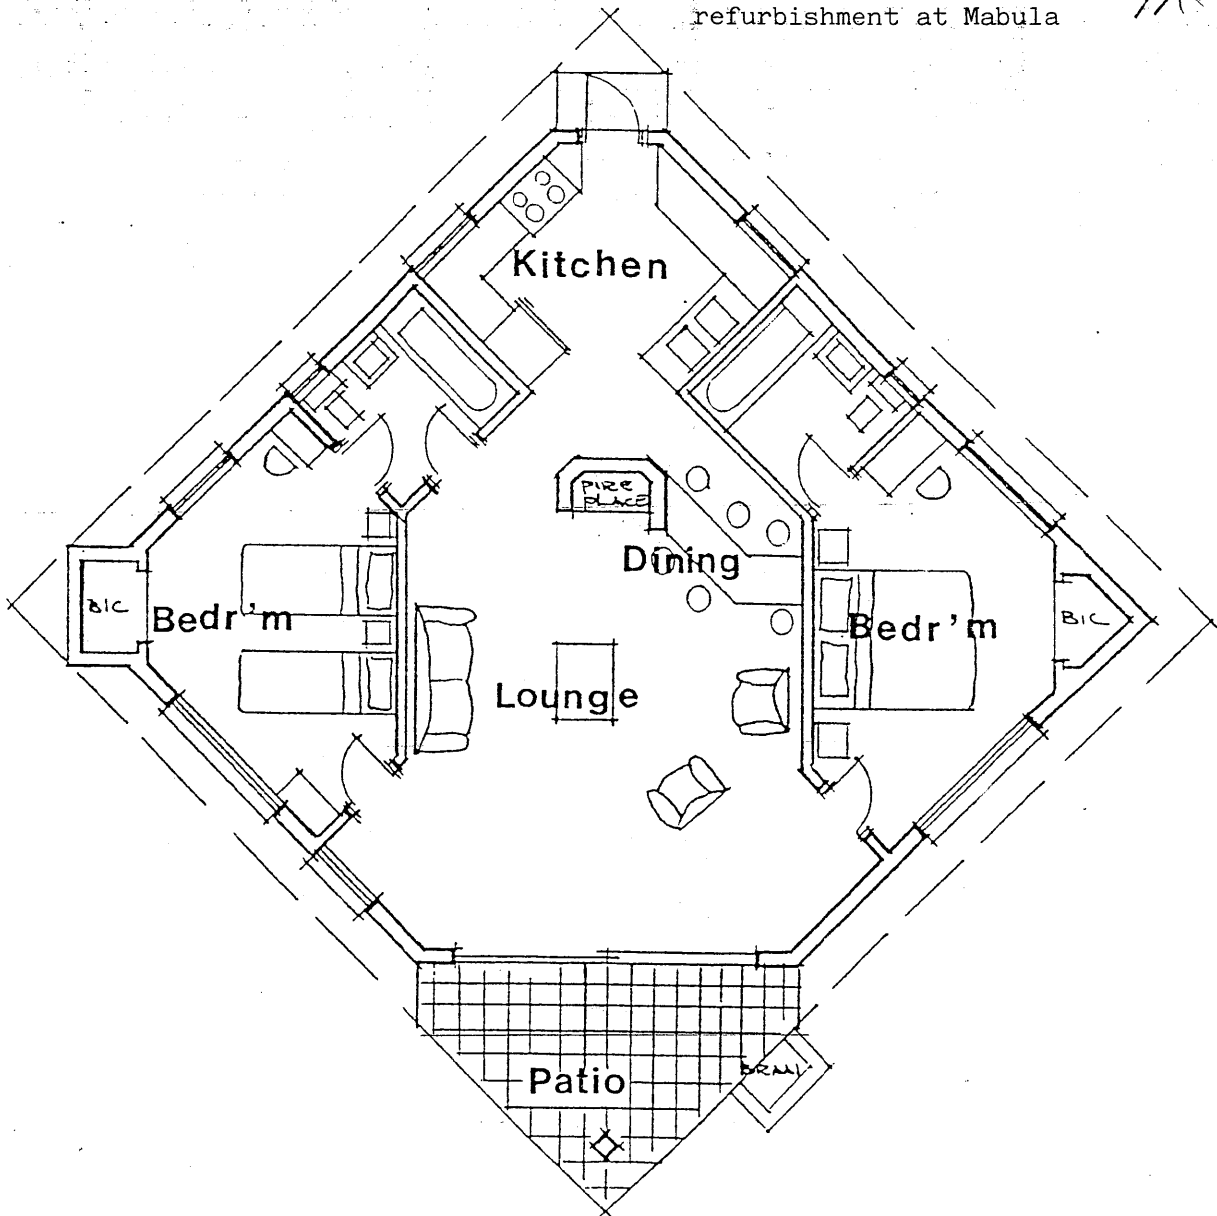 refurbishment at Mabula
Kitchen
FIRE
PLACE
Dining
BIC
Bedr'm
Bedr'm
BIC
Lounge
Patio
BRAAI